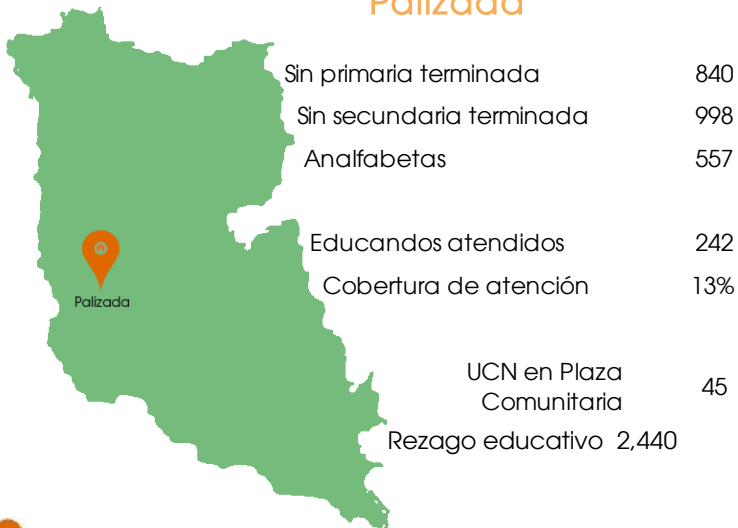 Palizada
Sin primaria terminada 840
Sin secundaria terminada 998
Analfabetas 557
Educandos atendidos 242
Cobertura de atención 13%
Palizada
UCN en Plaza
Comunitaria 45
Rezago educativo 2,440